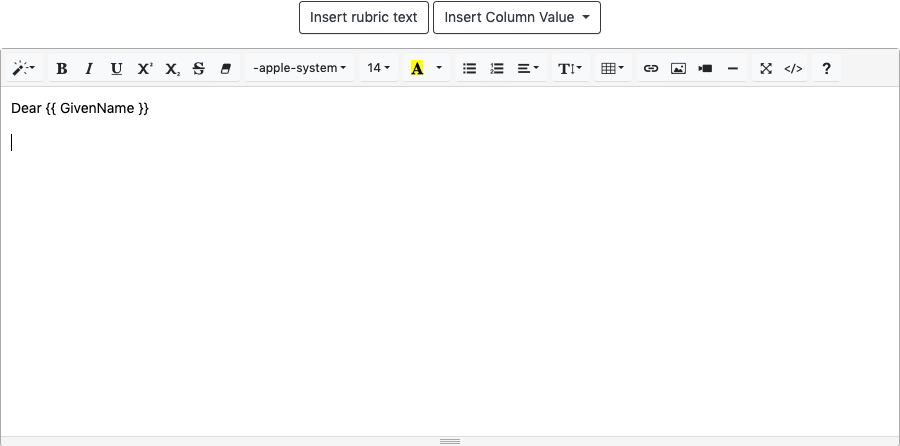 Insert rubric text Insert Column Value
B I U X² X₂ S -apple-system 14 A T </> ?
Dear {{ GivenName }}